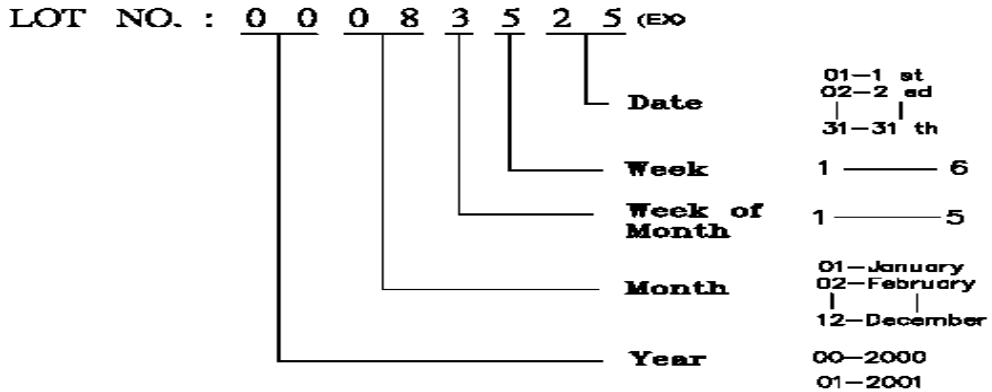 LOT NO. : 0 0 0 8 3 5 2 5 (EX)
Date
01-1 st
02-2 ed
31-31 th
Week
1 6
Week of
Month
1 5
Month
01-January
02-February
12-December
Year
00-2000
01-2001